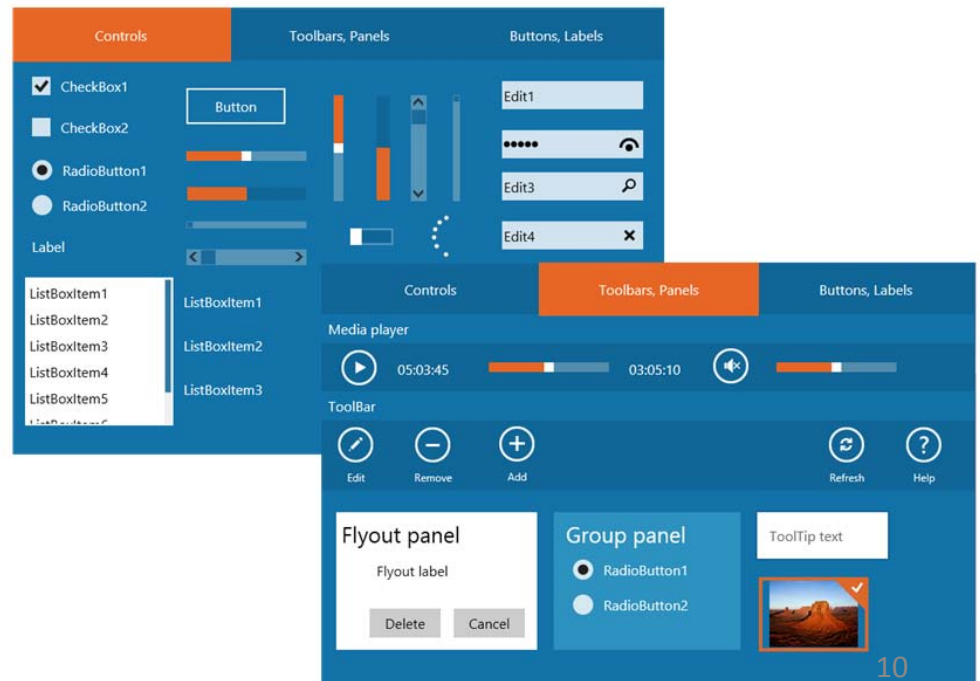 Controls
Toolbars, Panels
Buttons, Labels
CheckBox1
CheckBox2
RadioButton1
RadioButton2
Label
Button
Edit1
Edit3
Edit4
ListBoxItem1
ListBoxItem2
ListBoxItem3
ListBoxItem4
ListBoxItem5
ListBoxItem1
ListBoxItem2
ListBoxItem3
Controls
Toolbars, Panels
Buttons, Labels
Media player
05:03:45
03:05:10
ToolBar
Edit
Remove
Add
Refresh
?
Help
Flyout panel
Flyout label
Delete
Cancel
Group panel
RadioButton1
RadioButton2
ToolTip text
10